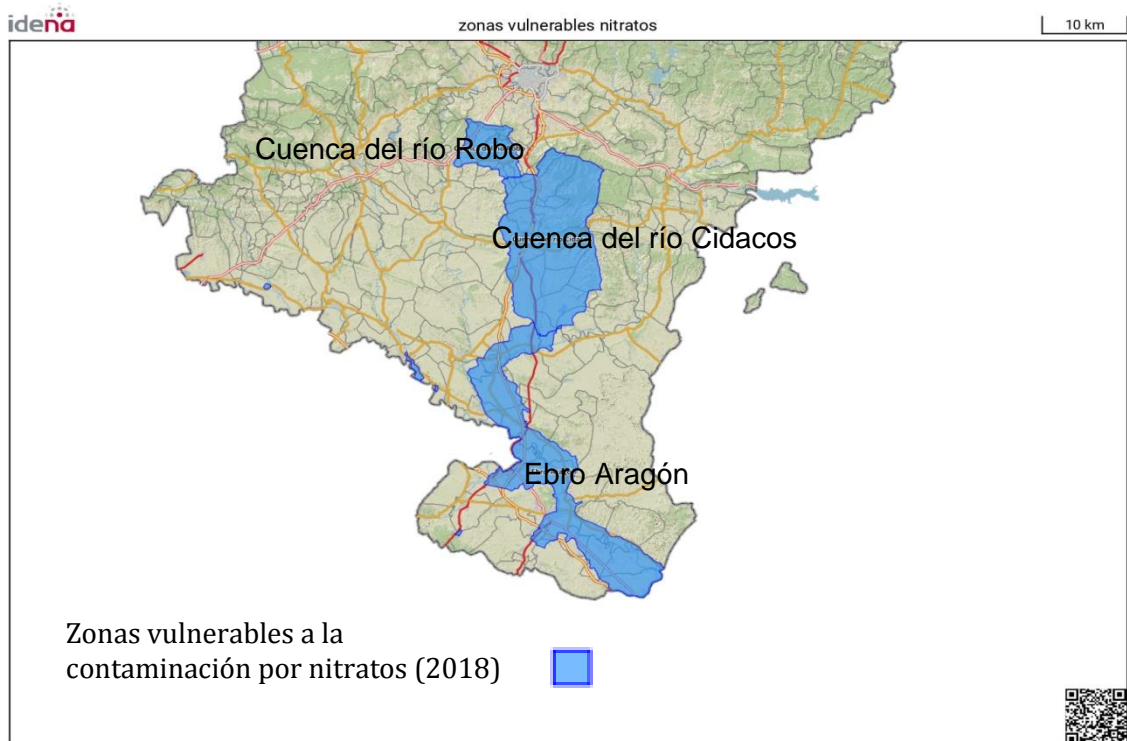 idena
zonas vulnerables nitratos
10 km
Cuenca del río Robo
Cuenca del río Cidacos
Ebro Aragón
Zonas vulnerables a la
contaminación por nitratos (2018)